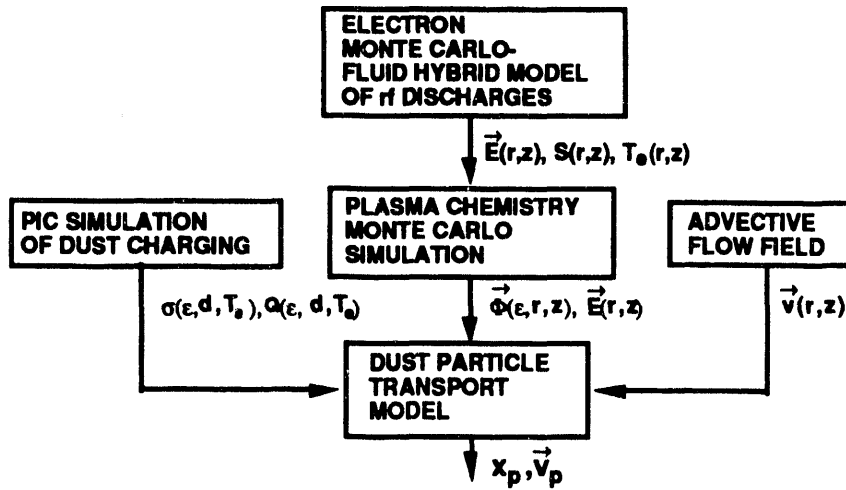 ELECTRON
MONTE CARLO-
FLUID HYBRID MODEL
OF rf DISCHARGES
E⃗(r,z), S(r,z), Tₑ(r,z)
PIC SIMULATION
OF DUST CHARGING
PLASMA CHEMISTRY
MONTE CARLO
SIMULATION
ADVECTIVE
FLOW FIELD
σ(ε,d,Tₑ),Q(ε, d,Tₑ)
Φ⃗(ε,r,z), E⃗(r,z)
v⃗(r,z)
DUST PARTICLE
TRANSPORT
MODEL
xₚ,v⃗ₚ